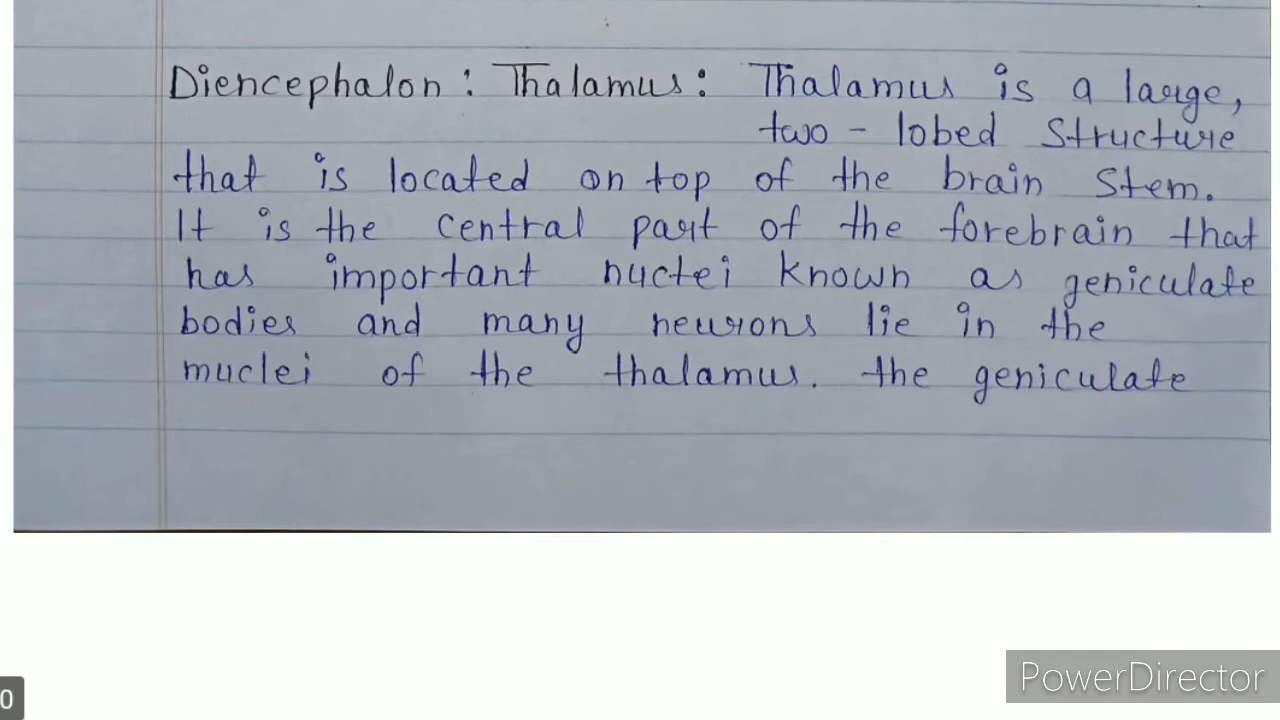 Diencephalon: Thalamus: Thalamus is a large,
two - lobed structure
that is located on top of the brain stem.
It is the central part of the forebrain that
has important nuctei known as geniculate
bodies and many neurons lie in the
muclei of the thalamus. the geniculate
0
PowerDirector